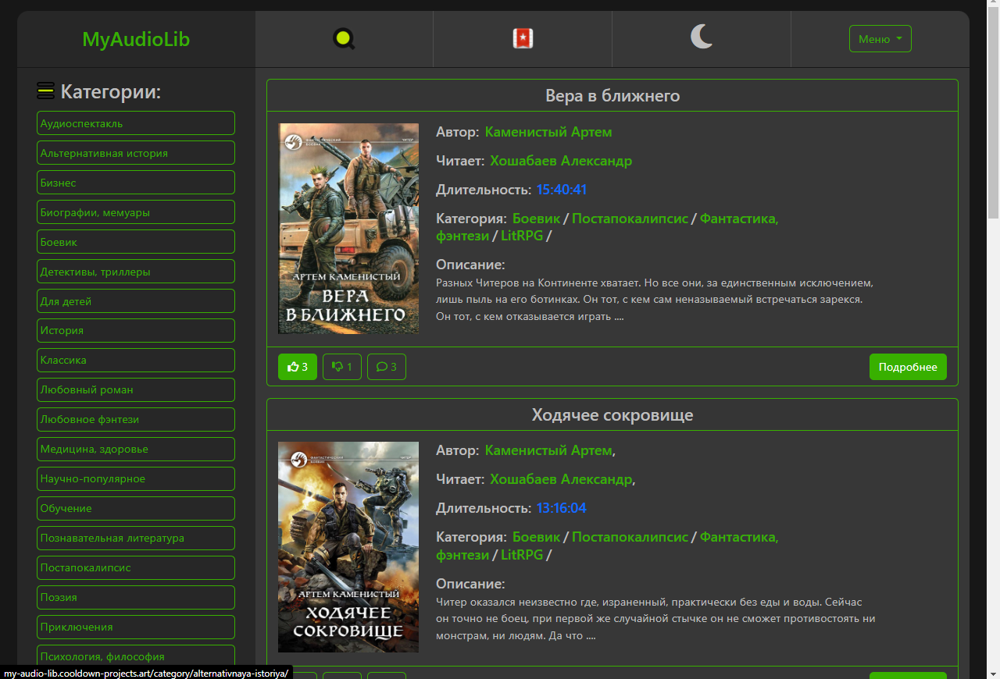 MyAudioLib
Меню
Категории:
Аудиоспектакль
Альтернативная история
Бизнес
Биографии, мемуары
Боевик
Детективы, триллеры
Для детей
История
Классика
Любовный роман
Любовное фэнтези
Медицина, здоровье
Научно-популярное
Обучение
Познавательная литература
Постапокалипсис
Поэзия
Приключения
Психология, философия
Вера в ближнего
ФАНТАСТИЧЕСКИЙ
БОЕВИК
ЧИТЕР
АРТЕМ КАМЕНИСТЫЙ
ВЕРА
В БЛИЖНЕГО
Автор: Каменистый Артем
Читает: Хошабаев Александр
Длительность: 15:40:41
Категория: Боевик / Постапокалипсис / Фантастика,
фэнтези / LitRPG /
Описание:
Разных Читеров на Континенте хватает. Но все они, за единственным исключением,
лишь пыль на его ботинках. Он тот, с кем сам неназываемый встречаться зарекся.
Он тот, с кем отказывается играть ....
3
1
3
Подробнее
Ходячее сокровище
ФАНТАСТИЧЕСКИЙ
БОЕВИК
ЧИТЕР
АРТЕМ КАМЕНИСТЫЙ
ХОДЯЧЕЕ
СОКРОВИЩЕ
Автор: Каменистый Артем,
Читает: Хошабаев Александр,
Длительность: 13:16:04
Категория: Боевик / Постапокалипсис / Фантастика,
фэнтези / LitRPG /
Описание:
Читер оказался неизвестно где, израненный, практически без еды и воды. Сейчас
он точно не боец, при первой же случайной стычке он не сможет противостоять ни
монстрам, ни людям. Да что ....
my-audio-lib.cooldown-projects.art/category/alternativnaya-istoriya/